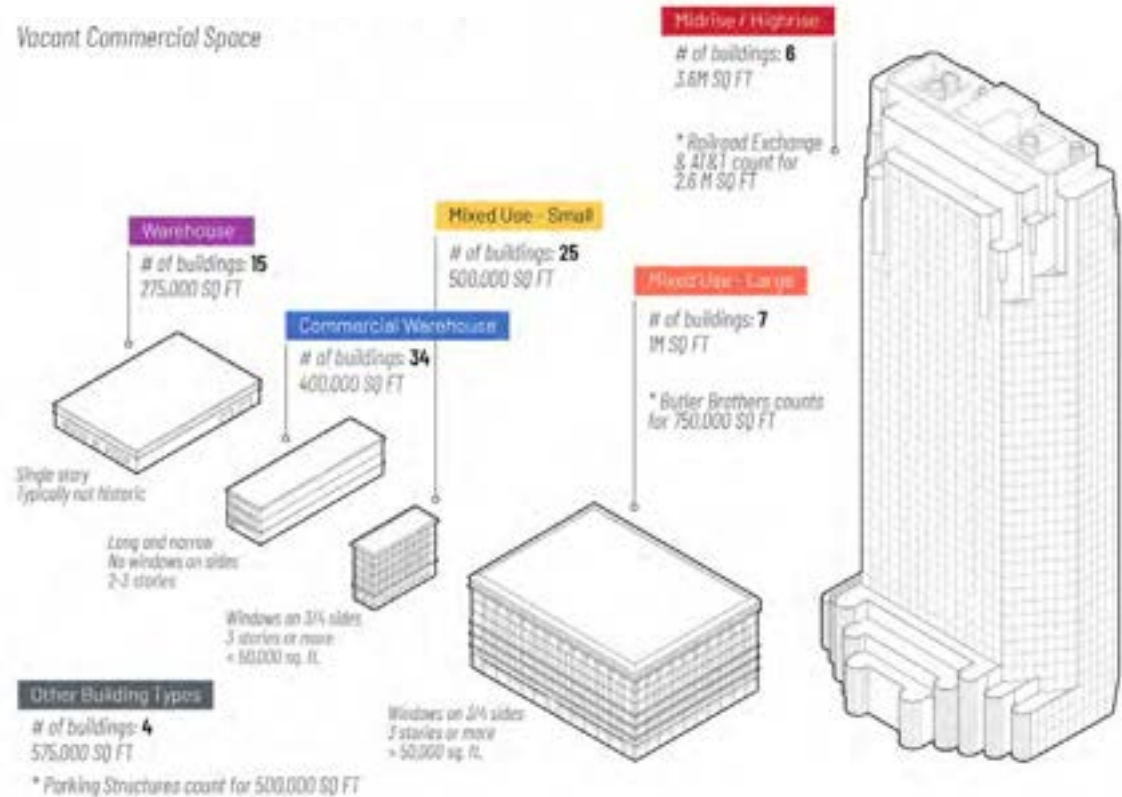 Vacant Commercial Space
Midrise / Highrise
# of buildings: 6
3.6M SQ FT
* Railroad Exchange
& AT&T count for
2.6 M SQ FT
Mixed Use - Small
# of buildings: 25
500,000 SQ FT
Warehouse
# of buildings: 15
275,000 SQ FT
Mixed Use - Large
# of buildings: 7
1M SQ FT
* Butler Brothers counts
for 750,000 SQ FT
Commercial Warehouse
# of buildings: 34
400,000 SQ FT
Single story
Typically not historic
Long and narrow
No windows on sides
2-3 stories
Windows on 3/4 sides
3 stories or more
< 50,000 sq. ft.
Windows on 3/4 sides
3 stories or more
> 50,000 sq. ft.
Other Building Types
# of buildings: 4
575,000 SQ FT
* Parking Structures count for 500,000 SQ FT